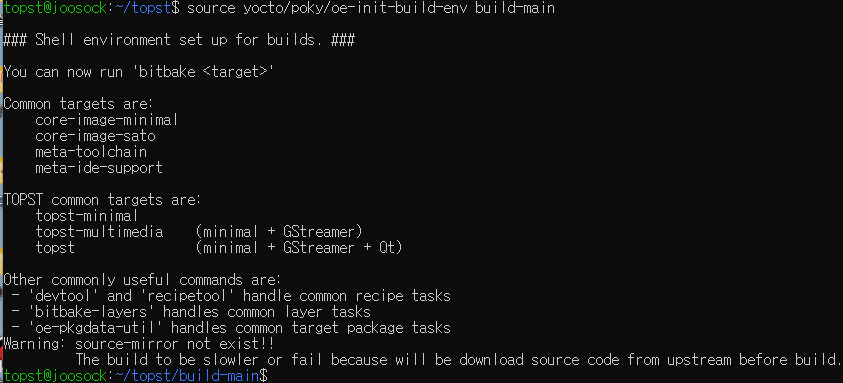 topst@joosock:~/topst$ source yocto/poky/oe-init-build-env build-main
### Shell environment set up for builds. ###
You can now run 'bitbake <target>'
Common targets are:
    core-image-minimal
    core-image-sato
    meta-toolchain
    meta-ide-support
TOPST common targets are:
    topst-minimal
    topst-multimedia    (minimal + GStreamer)
    topst               (minimal + GStreamer + Qt)
Other commonly useful commands are:
 - 'devtool' and 'recipetool' handle common recipe tasks
 - 'bitbake-layers' handles common layer tasks
 - 'oe-pkgdata-util' handles common target package tasks
Warning: source-mirror not exist!!
         The build to be slowler or fail because will be download source code from upstream before build.
topst@joosock:~/topst/build-main$